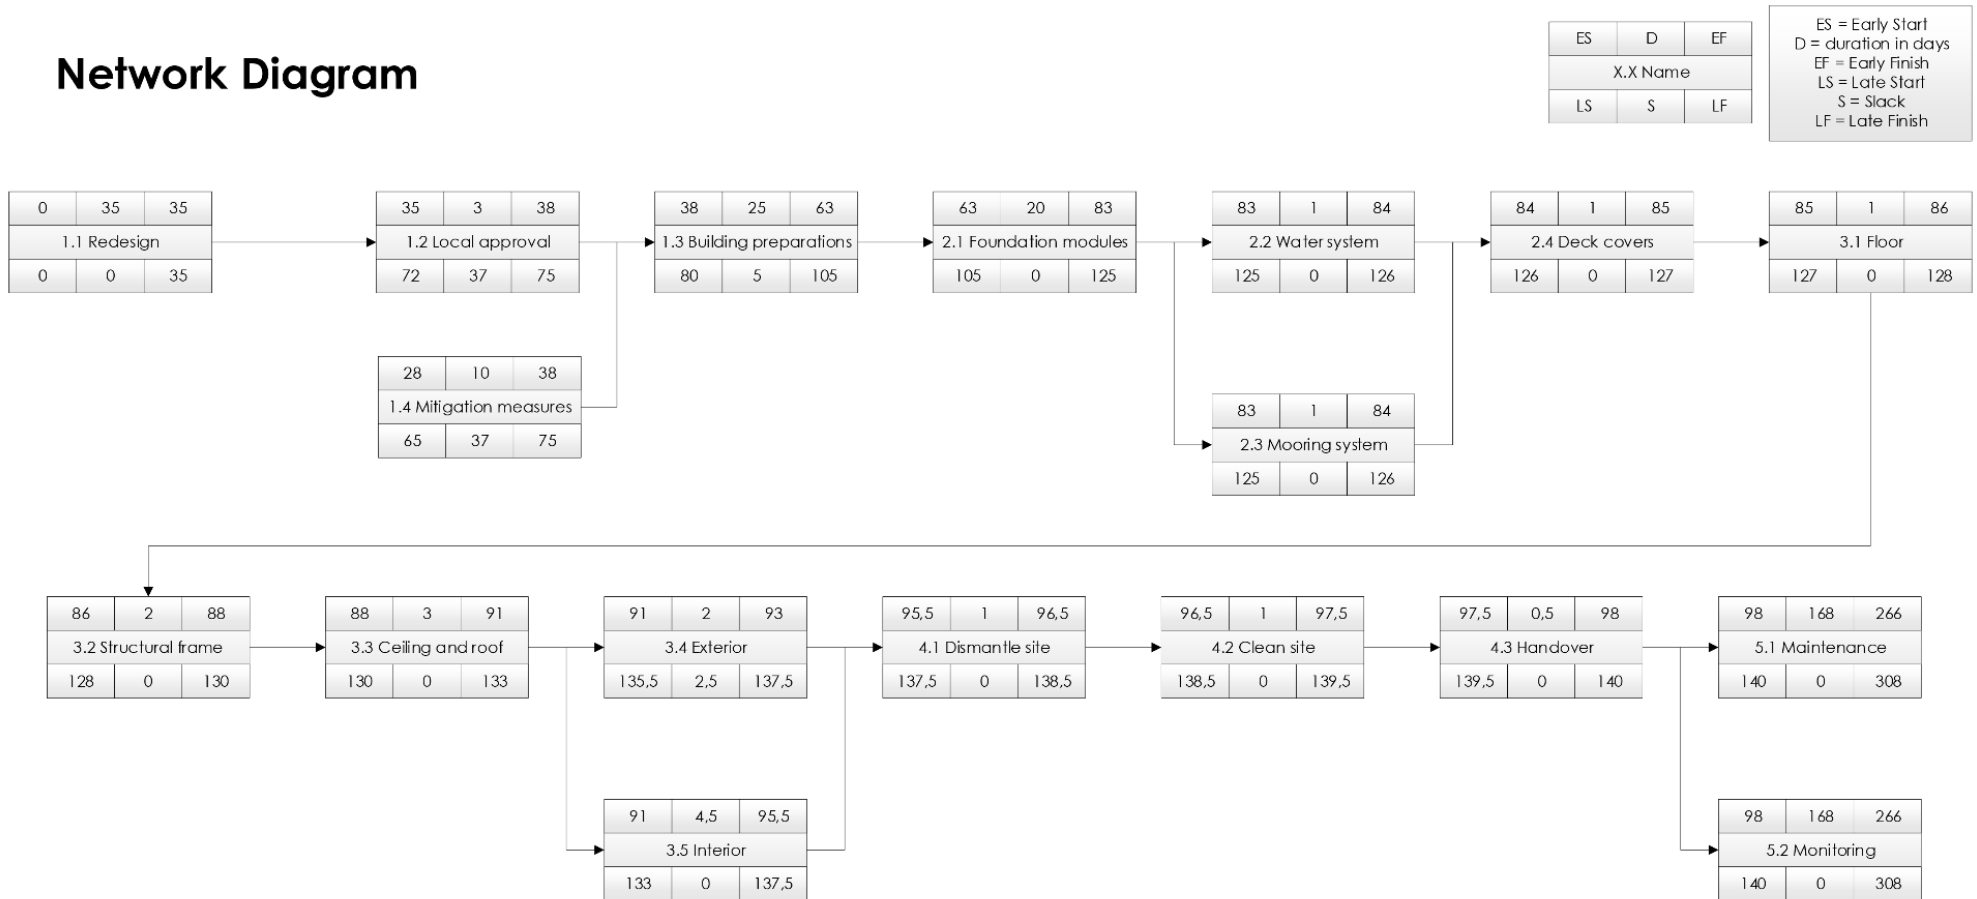 Network Diagram
ES D EF
X.X Name
LS S LF
ES = Early Start
D = duration in days
EF = Early Finish
LS = Late Start
S = Slack
LF = Late Finish
0 35 35
1.1 Redesign
0 0 35
35 3 38
1.2 Local approval
72 37 75
38 25 63
1.3 Building preparations
80 5 105
63 20 83
2.1 Foundation modules
105 0 125
83 1 84
2.2 Water system
125 0 126
84 1 85
2.4 Deck covers
126 0 127
85 1 86
3.1 Floor
127 0 128
28 10 38
1.4 Mitigation measures
65 37 75
83 1 84
2.3 Mooring system
125 0 126
86 2 88
3.2 Structural frame
128 0 130
88 3 91
3.3 Ceiling and roof
130 0 133
91 2 93
3.4 Exterior
135,5 2,5 137,5
95,5 1 96,5
4.1 Dismantle site
137,5 0 138,5
96,5 1 97,5
4.2 Clean site
138,5 0 139,5
97,5 0,5 98
4.3 Handover
139,5 0 140
98 168 266
5.1 Maintenance
140 0 308
91 4,5 95,5
3.5 Interior
133 0 137,5
98 168 266
5.2 Monitoring
140 0 308